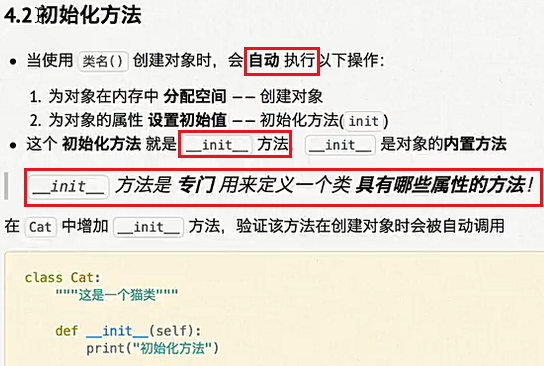 4.2 初始化方法
• 当使用 类名() 创建对象时，会 自动 执行以下操作：
1. 为对象在内存中 分配空间 —— 创建对象
2. 为对象的属性 设置初始值 —— 初始化方法(init)
• 这个 初始化方法 就是 __init__ 方法，__init__ 是对象的内置方法
__init__ 方法是 专门 用来定义一个类 具有哪些属性的方法！
在 Cat 中增加 __init__ 方法，验证该方法在创建对象时会被自动调用
class Cat:
    """这是一个猫类"""
    def __init__(self):
        print("初始化方法")